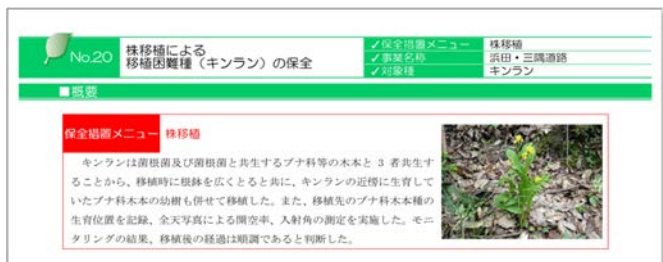 No.20
株移植による
移植困難種（キンラン）の保全
✓保全措置メニュー 株移植
✓事業名称 浜田・三隅道路
✓対象種 キンラン
■概要
保全措置メニュー 株移植
キンランは菌根菌及び菌根菌と共生するブナ科等の木本と 3 者共生す
ることから、移植時に根鉢を広くとると共に、キンランの近傍に生育して
いたブナ科木本の幼樹も併せて移植した。また、移植先のブナ科木本種の
生育位置を記録、全天写真による開空率、入射角の測定を実施した。モニ
タリングの結果、移植後の経過は順調であると判断した。